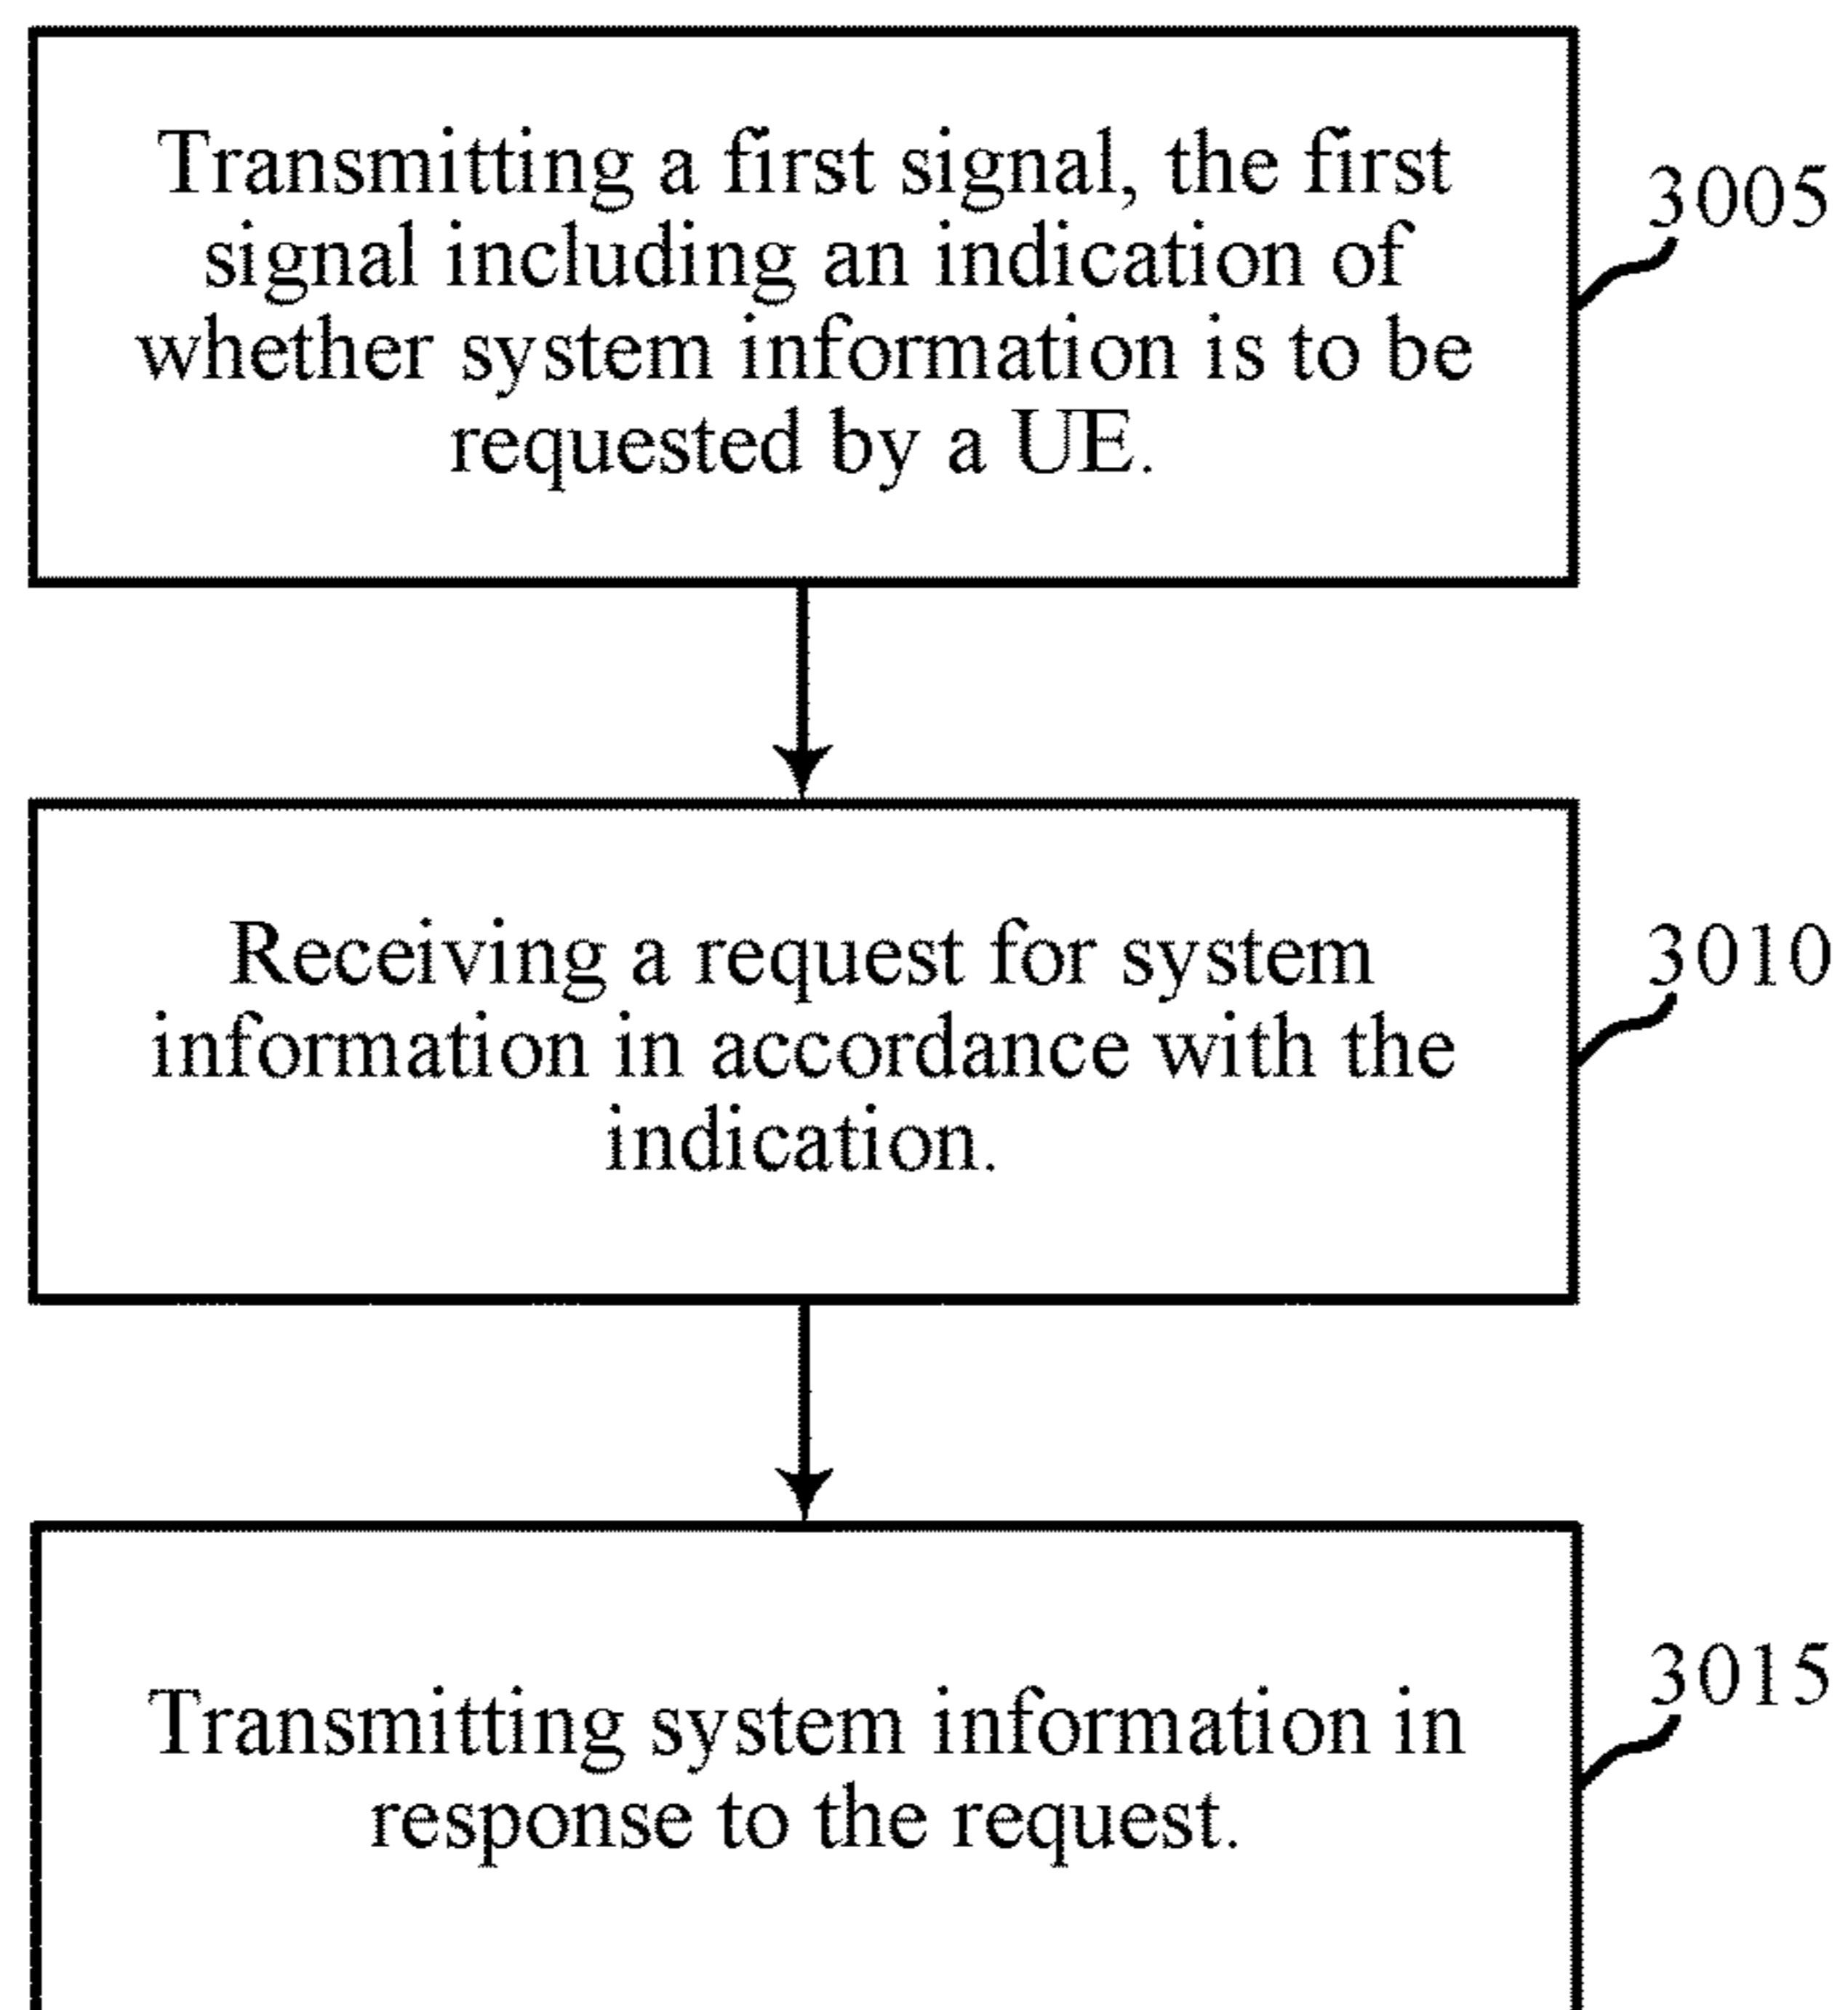 Transmitting a first signal, the first
signal including an indication of
whether system information is to be
requested by a UE.
3005
Receiving a request for system
information in accordance with the
indication.
3010
Transmitting system information in
response to the request.
3015